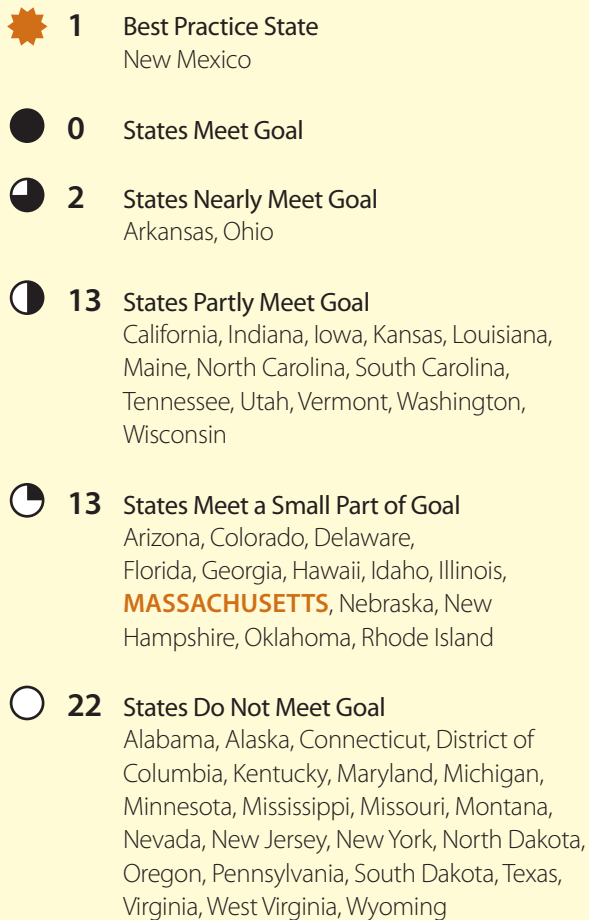 1 Best Practice State
New Mexico
0 States Meet Goal
2 States Nearly Meet Goal
Arkansas, Ohio
13 States Partly Meet Goal
California, Indiana, Iowa, Kansas, Louisiana,
Maine, North Carolina, South Carolina,
Tennessee, Utah, Vermont, Washington,
Wisconsin
13 States Meet a Small Part of Goal
Arizona, Colorado, Delaware,
Florida, Georgia, Hawaii, Idaho, Illinois,
MASSACHUSETTS, Nebraska, New
Hampshire, Oklahoma, Rhode Island
22 States Do Not Meet Goal
Alabama, Alaska, Connecticut, District of
Columbia, Kentucky, Maryland, Michigan,
Minnesota, Mississippi, Missouri, Montana,
Nevada, New Jersey, New York, North Dakota,
Oregon, Pennsylvania, South Dakota, Texas,
Virginia, West Virginia, Wyoming